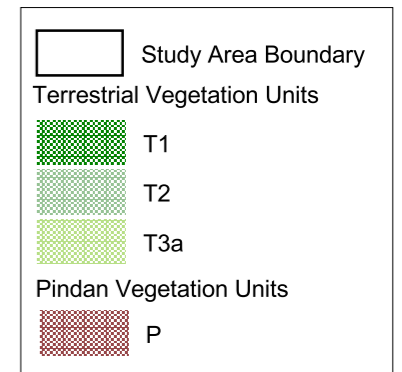 Study Area Boundary
Terrestrial Vegetation Units
T1
T2
T3a
Pindan Vegetation Units
P